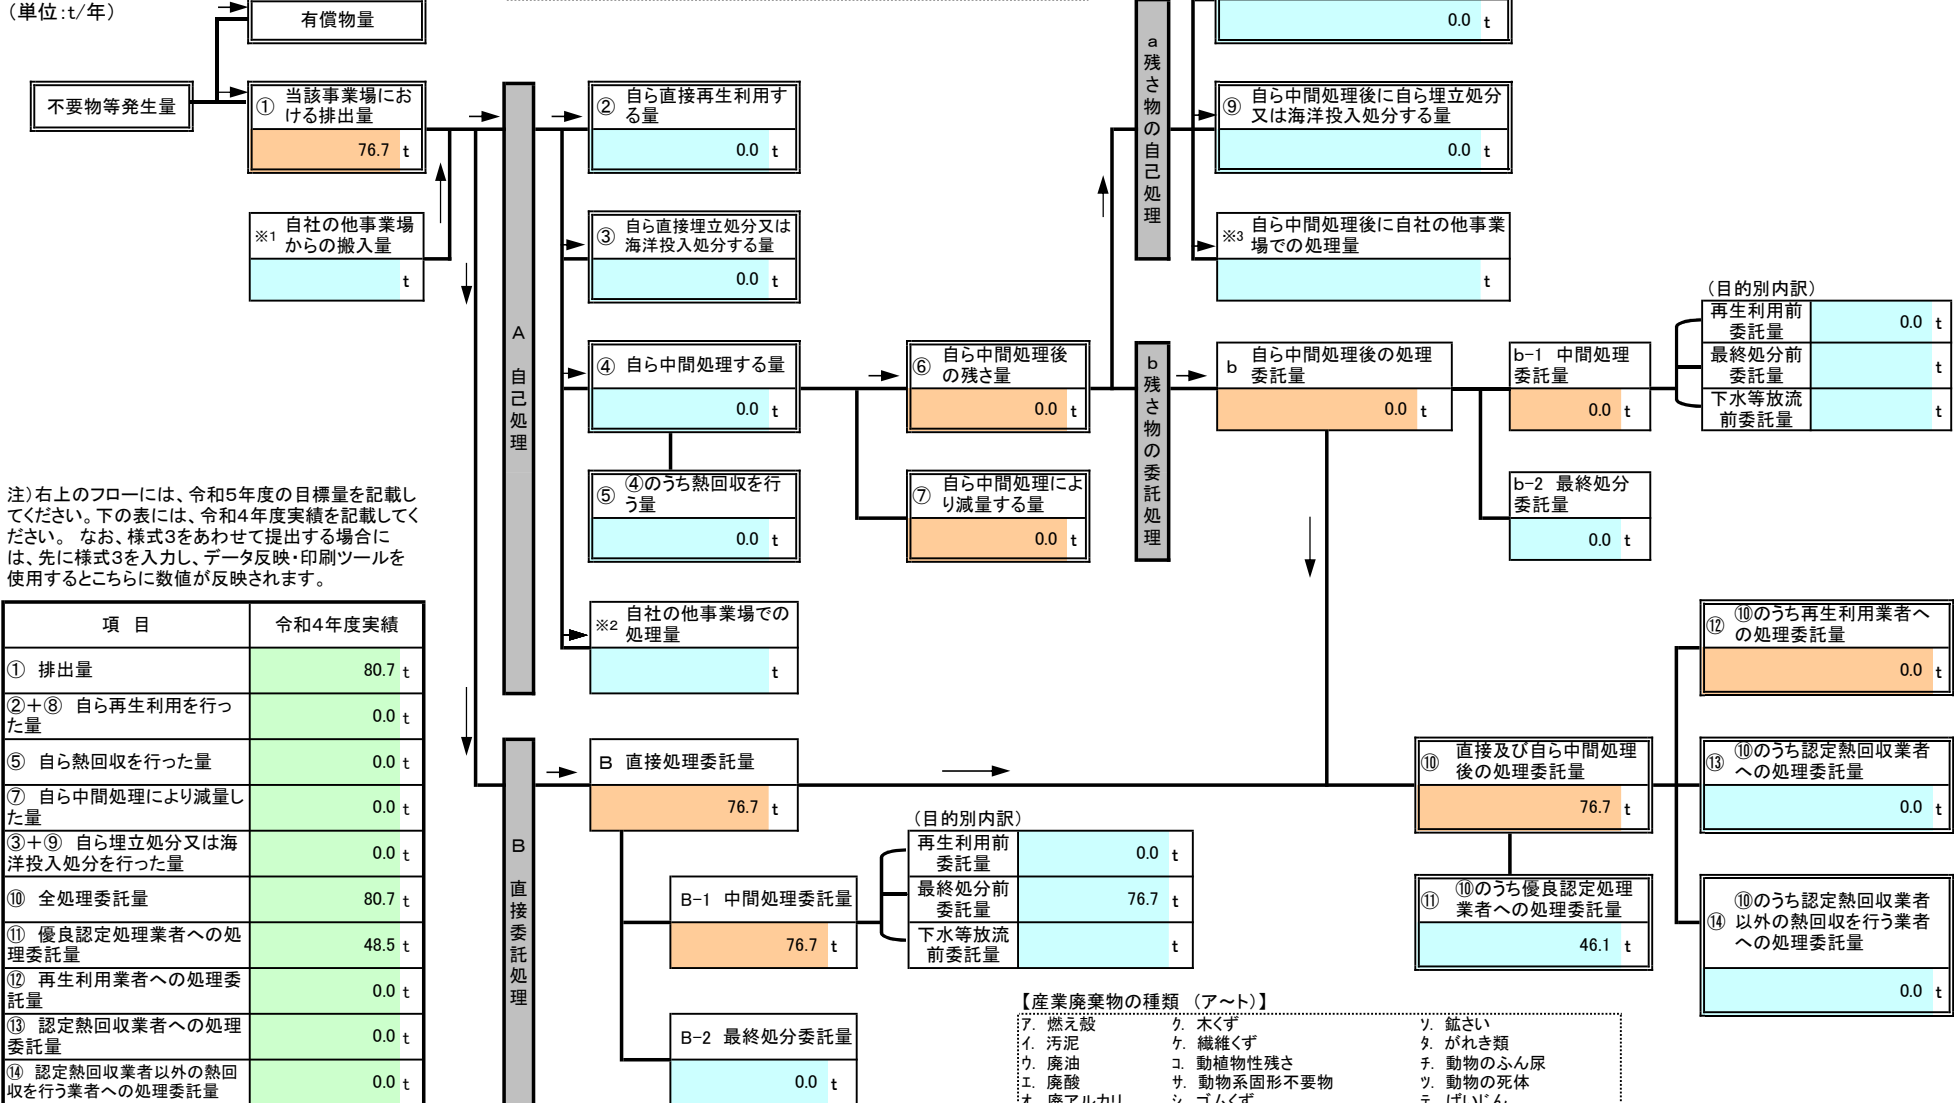 （単位:t/年）
有償物量
不要物等発生量
① 当該事業場にお
ける排出量
76.7 t
※1 自社の他事業場
からの搬入量
t
A 自己処理
② 自ら直接再生利用す
る量
0.0 t
③ 自ら直接埋立処分又は
海洋投入処分する量
0.0 t
④ 自ら中間処理する量
0.0 t
⑤ ④のうち熱回収を行
う量
0.0 t
※2 自社の他事業場での
処理量
t
⑥ 自ら中間処理後
の残さ量
0.0 t
⑦ 自ら中間処理によ
り減量する量
0.0 t
a 残さ物の自己処理
0.0 t
⑨ 自ら中間処理後に自ら埋立処分
又は海洋投入処分する量
0.0 t
※3 自ら中間処理後に自社の他事業
場での処理量
t
b 残さ物の委託処理
b 自ら中間処理後の処理
委託量
0.0 t
b-1 中間処理
委託量
0.0 t
（目的別内訳）
再生利用前
委託量
0.0 t
最終処分前
委託量
t
下水等放流
前委託量
t
b-2 最終処分
委託量
0.0 t
注）右上のフローには、令和５年度の目標量を記載し
てください。下の表には、令和４年度実績を記載してく
ださい。 なお、様式３をあわせて提出する場合に
は、先に様式３を入力し、データ反映・印刷ツールを
使用するとこちらに数値が反映されます。
項 目 令和４年度実績
① 排出量 80.7 t
②＋⑧ 自ら再生利用を行っ
た量 0.0 t
⑤ 自ら熱回収を行った量 0.0 t
⑦ 自ら中間処理により減量し
た量 0.0 t
③＋⑨ 自ら埋立処分又は海
洋投入処分を行った量 0.0 t
⑩ 全処理委託量 80.7 t
⑪ 優良認定処理業者への処
理委託量 48.5 t
⑫ 再生利用業者への処理委
託量 0.0 t
⑬ 認定熱回収業者への処理
委託量 0.0 t
⑭ 認定熱回収業者以外の熱回
収を行う業者への処理委託量 0.0 t
B 直接委託処理
B 直接処理委託量
76.7 t
B-1 中間処理委託量
76.7 t
（目的別内訳）
再生利用前
委託量
0.0 t
最終処分前
委託量
76.7 t
下水等放流
前委託量
t
B-2 最終処分委託量
0.0 t
⑩ 直接及び自ら中間処理
後の処理委託量
76.7 t
⑪ ⑩のうち優良認定処理
業者への処理委託量
46.1 t
⑫ ⑩のうち再生利用業者へ
の処理委託量
0.0 t
⑬ ⑩のうち認定熱回収業者
への処理委託量
0.0 t
⑭ ⑩のうち認定熱回収業者
以外の熱回収を行う業者
への処理委託量
0.0 t
【産業廃棄物の種類 （ア～ト）】
ア. 燃え殻 ク. 木くず ソ. 鉱さい
イ. 汚泥 ケ. 繊維くず タ. がれき類
ウ. 廃油 コ. 動植物性残さ チ. 動物のふん尿
エ. 廃酸 サ. 動物系固形不要物 ツ. 動物の死体
オ. 廃アルカリ シ. ゴムくず テ. ばいじん